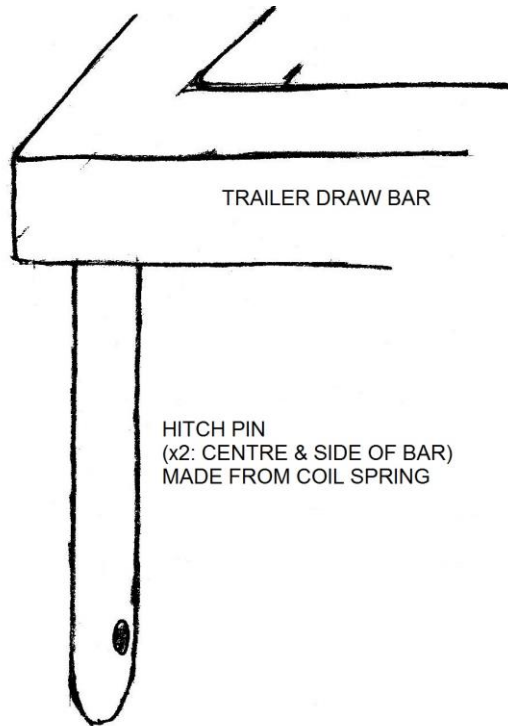 TRAILER DRAW BAR
HITCH PIN
(x2: CENTRE & SIDE OF BAR)
MADE FROM COIL SPRING